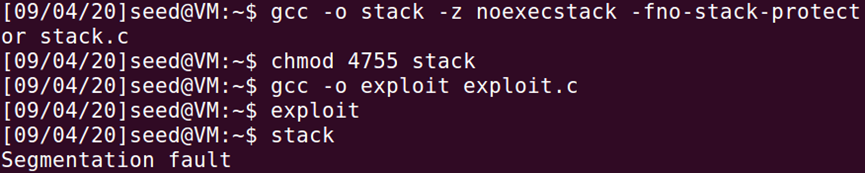 [09/04/20]seed@VM:~$ gcc -o stack -z noexecstack -fno-stack-protect
or stack.c
[09/04/20]seed@VM:~$ chmod 4755 stack
[09/04/20]seed@VM:~$ gcc -o exploit exploit.c
[09/04/20]seed@VM:~$ exploit
[09/04/20]seed@VM:~$ stack
Segmentation fault